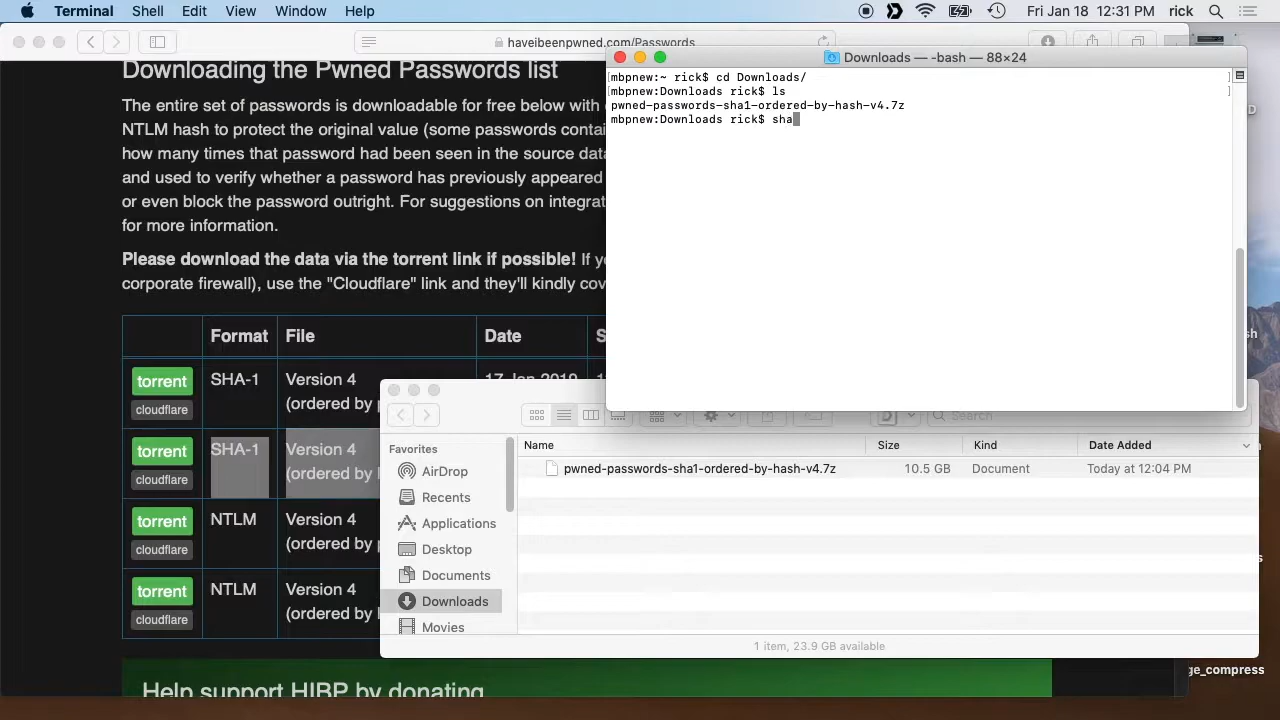 Terminal Shell Edit View Window Help Fri Jan 18 12:31 PM rick
haveibeenpwned.com/Passwords
Downloading the Pwned Passwords list
The entire set of passwords is downloadable for free below with
NTLM hash to protect the original value (some passwords contai
how many times that password had been seen in the source data
and used to verify whether a password has previously appeared
or even block the password outright. For suggestions on integrat
for more information.
Please download the data via the torrent link if possible! If yo
corporate firewall), use the "Cloudflare" link and they'll kindly cov
Format File Date S
torrent SHA-1 Version 4 17 Jan 2019
cloudflare (ordered by p
torrent SHA-1 Version 4
cloudflare (ordered by
torrent NTLM Version 4
cloudflare (ordered by p
torrent NTLM Version 4
cloudflare (ordered by
Help support HIBP by donating
Downloads — -bash — 88×24
[mbpnew:~ rick$ cd Downloads/ ]
[mbpnew:Downloads rick$ ls ]
pwned-passwords-sha1-ordered-by-hash-v4.7z
mbpnew:Downloads rick$ sha
Search
Favorites
AirDrop
Recents
Applications
Desktop
Documents
Downloads
Movies
Name Size Kind Date Added
pwned-passwords-sha1-ordered-by-hash-v4.7z 10.5 GB Document Today at 12:04 PM
1 item, 23.9 GB available
ge_compress